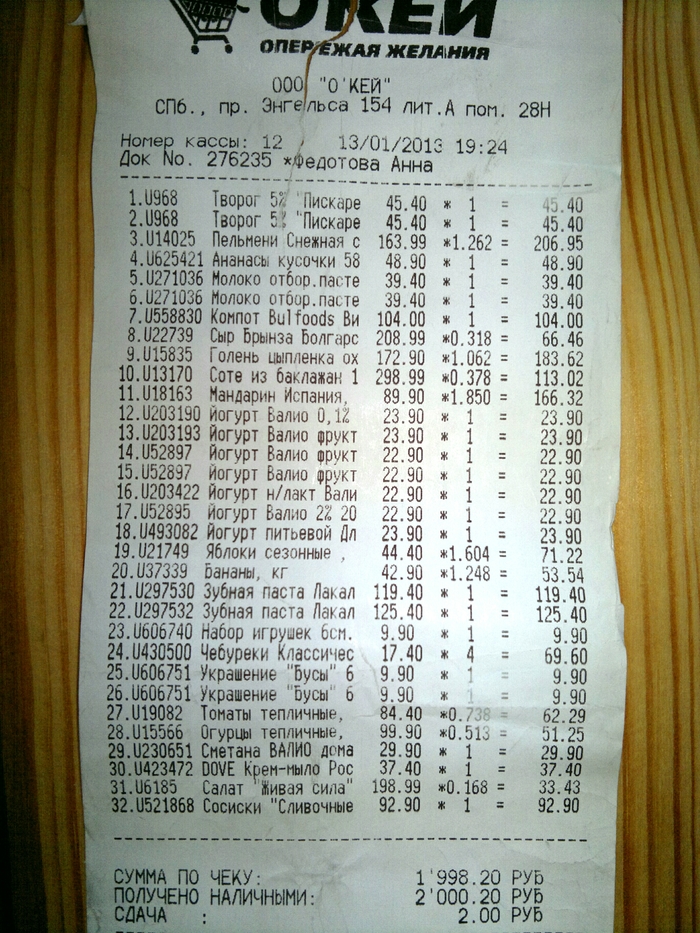 О'КЕЙ
ОПЕРЕЖАЯ ЖЕЛАНИЯ
ООО "О'КЕЙ"
СПб., пр. Энгельса 154 лит.А пом. 28Н
Номер кассы: 12 13/01/2013 19:24
Док No. 276235 *Федотова Анна
1.U968 Творог 5% "Пискаре 45.40 * 1 = 45.40
2.U968 Творог 5% "Пискаре 45.40 * 1 = 45.40
3.U14025 Пельмени Снежная с 163.99 *1.262 = 206.95
4.U625421 Ананасы кусочки 58 48.90 * 1 = 48.90
5.U271036 Молоко отбор.пасте 39.40 * 1 = 39.40
6.U271036 Молоко отбор.пасте 39.40 * 1 = 39.40
7.U558830 Компот Bulfoods Ви 104.00 * 1 = 104.00
8.U22739 Сыр Брынза Болгарс 208.99 *0.318 = 66.46
9.U15835 Голень цыпленка ох 172.90 *1.062 = 183.62
10.U13170 Соте из баклажан 1 298.99 *0.378 = 113.02
11.U18163 Мандарин Испания, 89.90 *1.850 = 166.32
12.U203190 Йогурт Валио 0,1% 23.90 * 1 = 23.90
13.U203193 Йогурт Валио фрукт 23.90 * 1 = 23.90
14.U52897 Йогурт Валио фрукт 22.90 * 1 = 22.90
15.U52897 Йогурт Валио фрукт 22.90 * 1 = 22.90
16.U203422 Йогурт н/лакт Вали 22.90 * 1 = 22.90
17.U52895 Йогурт Валио 2% 20 22.90 * 1 = 22.90
18.U493082 Йогурт питьевой Дл 23.90 * 1 = 23.90
19.U21749 Яблоки сезонные , 44.40 *1.604 = 71.22
20.U37339 Бананы, кг 42.90 *1.248 = 53.54
21.U297530 Зубная паста Лакал 119.40 * 1 = 119.40
22.U297532 Зубная паста Лакал 125.40 * 1 = 125.40
23.U606740 Набор игрушек 6см. 9.90 * 1 = 9.90
24.U430500 Чебуреки Классичес 17.40 * 4 = 69.60
25.U606751 Украшение "Бусы" 6 9.90 * 1 = 9.90
26.U606751 Украшение "Бусы" 6 9.90 * 1 = 9.90
27.U19082 Томаты тепличные, 84.40 *0.738 = 62.29
28.U15566 Огурцы тепличные, 99.90 *0.513 = 51.25
29.U230651 Сметана ВАЛИО дома 29.90 * 1 = 29.90
30.U423472 DOVE Крем-мыло Рос 37.40 * 1 = 37.40
31.U6185 Салат "Живая сила" 198.99 *0.168 = 33.43
32.U521868 Сосиски "Сливочные 92.90 * 1 = 92.90
СУММА ПО ЧЕКУ: 1'998.20 РУБ
ПОЛУЧЕНО НАЛИЧНЫМИ: 2'000.20 РУБ
СДАЧА : 2.00 РУБ